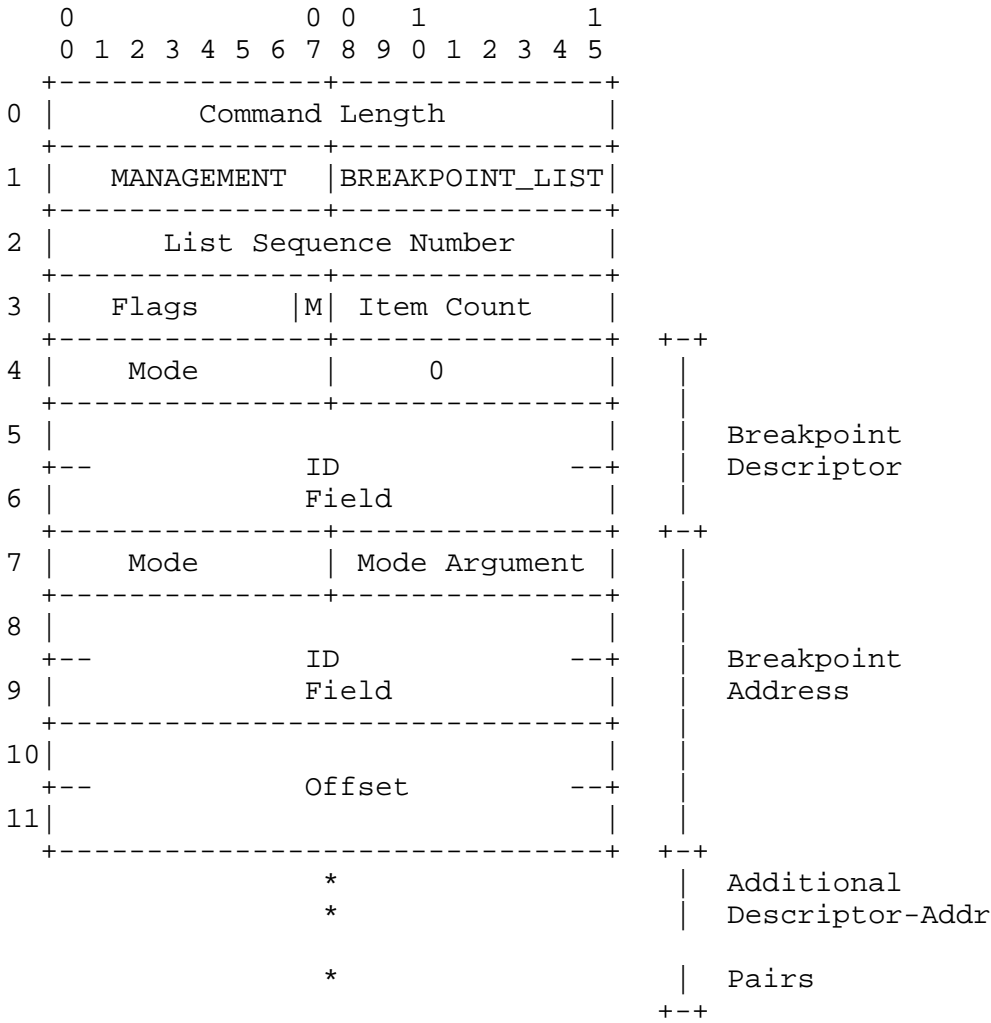 0             0 0   1         1
      0 1 2 3 4 5 6 7 8 9 0 1 2 3 4 5
     +---------------+---------------+
  0  |        Command Length         |
     +---------------+---------------+
  1  |   MANAGEMENT  |BREAKPOINT_LIST|
     +---------------+---------------+
  2  |      List Sequence Number     |
     +---------------+---------------+
  3  |   Flags     |M| Item Count    |
     +---------------+---------------+  +-+
  4  |    Mode       |     0         |   |
     +---------------+---------------+   |
  5  |                               |   |  Breakpoint
     +--            ID             --+   |  Descriptor
  6  |              Field            |   |
     +---------------+---------------+  +-+
  7  |    Mode       | Mode Argument |   |
     +---------------+---------------+   |
  8  |                               |   |
     +--            ID             --+   |  Breakpoint
  9  |              Field            |   |  Address
     +-------------------------------+   |
  10|                                |   |
     +--            Offset         --+   |
  11|                                |   |
     +-------------------------------+  +-+
                     *                   |  Additional
                     *                   |  Descriptor-Addr
                     *                   |  Pairs
                                        +-+